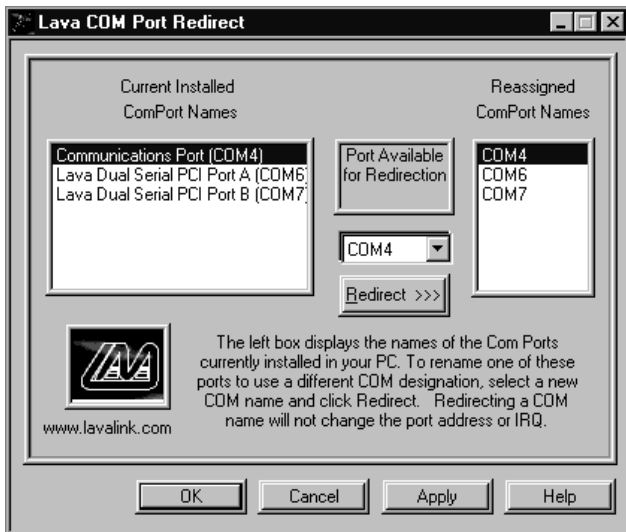 Lava COM Port Redirect
Current Installed
ComPort Names
Reassigned
ComPort Names
Communications Port (COM4)
Lava Dual Serial PCI Port A (COM6)
Lava Dual Serial PCI Port B (COM7)
Port Available
for Redirection
COM4
COM6
COM7
COM4
Redirect >>>
LAVA
www.lavalink.com
The left box displays the names of the Com Ports
currently installed in your PC. To rename one of these
ports to use a different COM designation, select a new
COM name and click Redirect. Redirecting a COM
name will not change the port address or IRQ.
OK
Cancel
Apply
Help